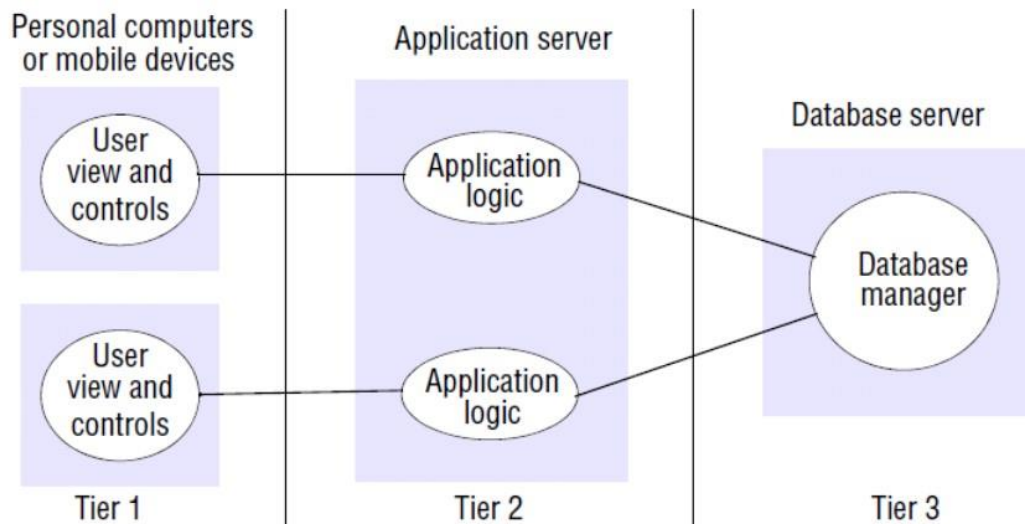 Personal computers
or mobile devices
Application server
Database server
User
view and
controls
Application
logic
Database
manager
User
view and
controls
Application
logic
Tier 1
Tier 2
Tier 3